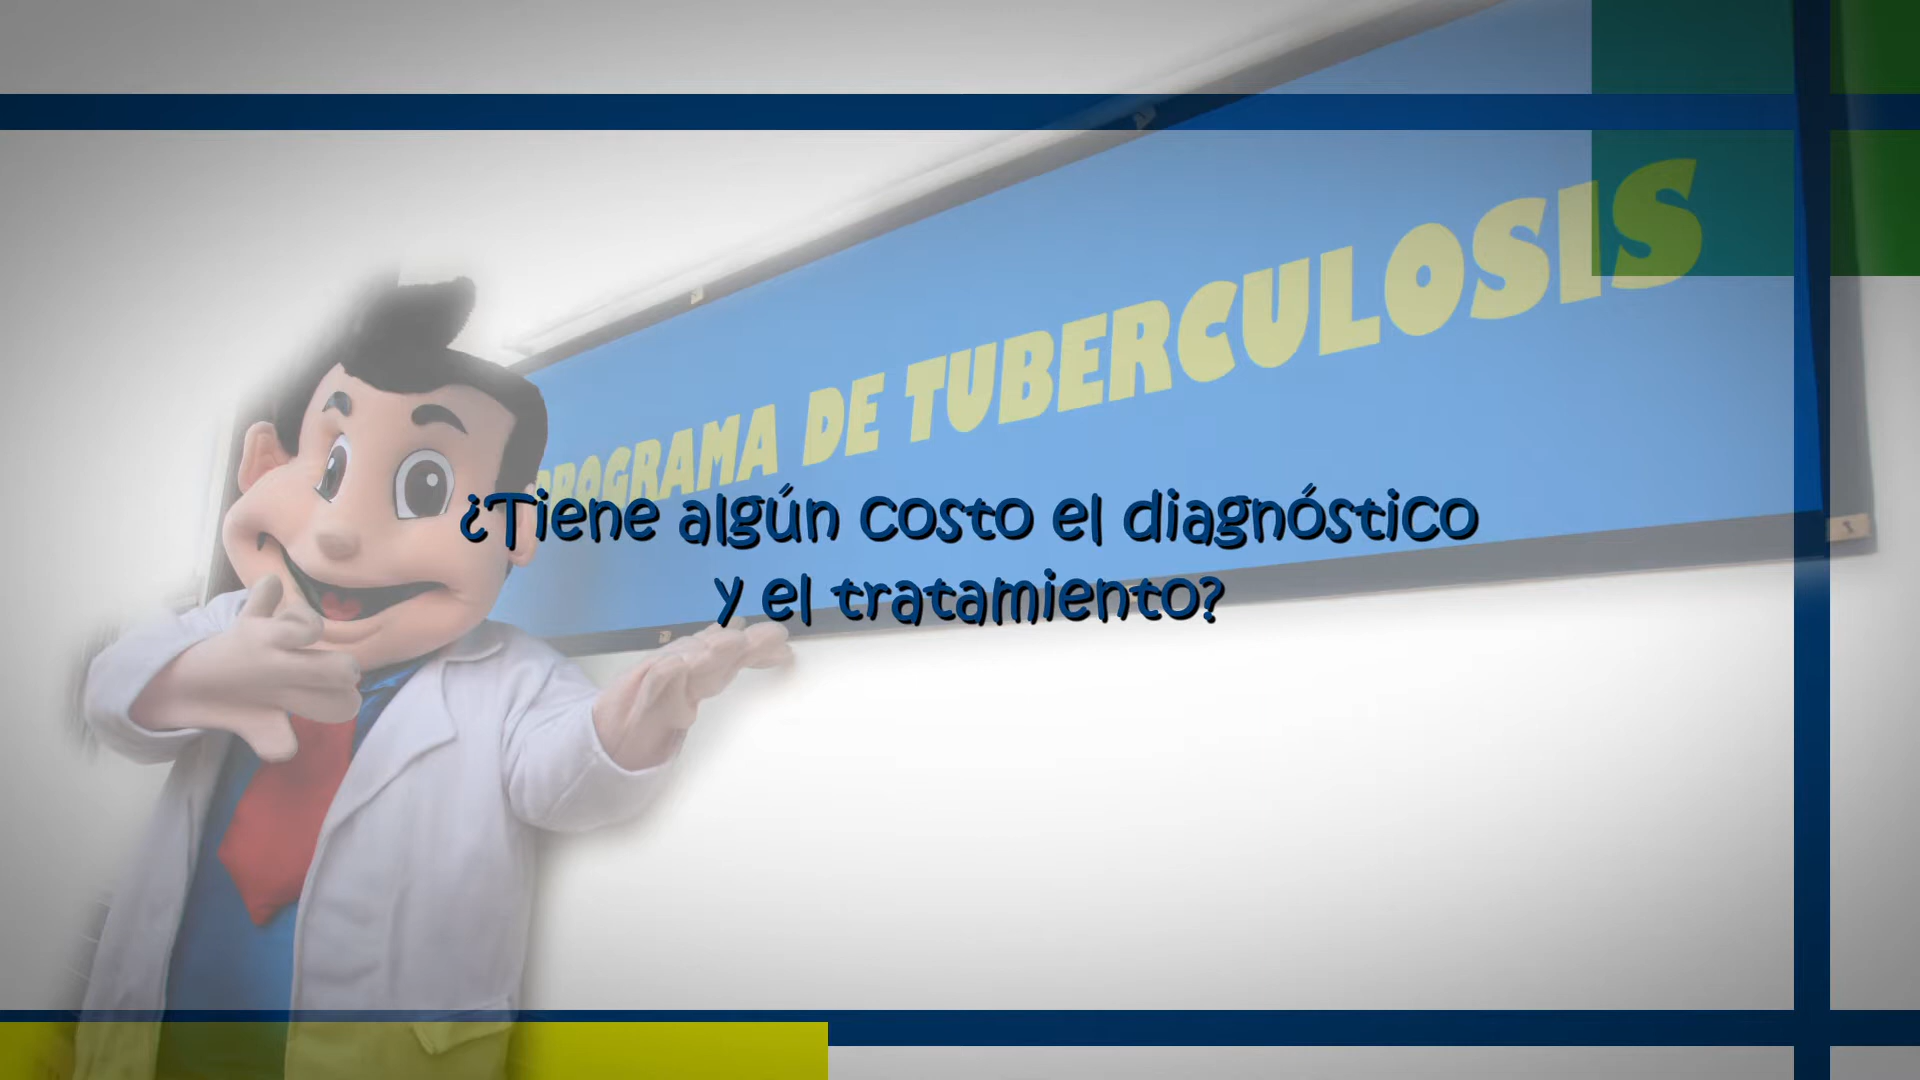 PROGRAMA DE TUBERCULOSIS
¿Tiene algún costo el diagnóstico
y el tratamiento?